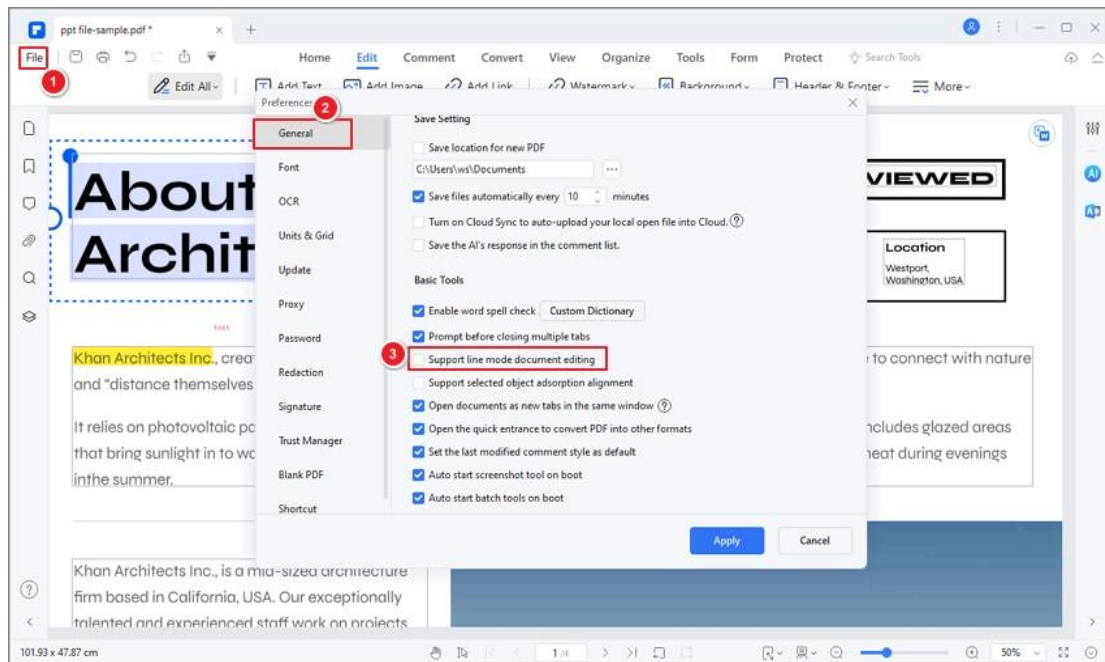 ppt file-sample.pdf *
File
Home Edit Comment Convert View Organize Tools Form Protect Search Tools
1
Edit All Add Text Add Image Add Link Watermark Background Header & Footer More
Preferences
2
General
Font
OCR
Units & Grid
Update
Proxy
Password
Redaction
Signature
Trust Manager
Blank PDF
Shortcut
Save Setting
Save location for new PDF
C:\Users\ws\Documents ...
Save files automatically every 10 minutes
Turn on Cloud Sync to auto-upload your local open file into Cloud. ?
Save the AI's response in the comment list.
Basic Tools
Enable word spell check Custom Dictionary
Prompt before closing multiple tabs
3
Support line mode document editing
Support selected object adsorption alignment
Open documents as new tabs in the same window ?
Open the quick entrance to convert PDF into other formats
Set the last modified comment style as default
Auto start screenshot tool on boot
Auto start batch tools on boot
Apply Cancel
About
Archit
VIEWED
Location
Westport,
Washington, USA
text
Khan Architects Inc., crea
to connect with nature
and "distance themselves
It relies on photovoltaic pa
ncludes glazed areas
that bring sunlight in to wa
heat during evenings
inthe summer.
Khan Architects Inc., is a mid-sized architecture
firm based in California, USA. Our exceptionally
talented and experienced staff work on projects
AI
W
?
101.93 x 47.87 cm 1 /4 50%